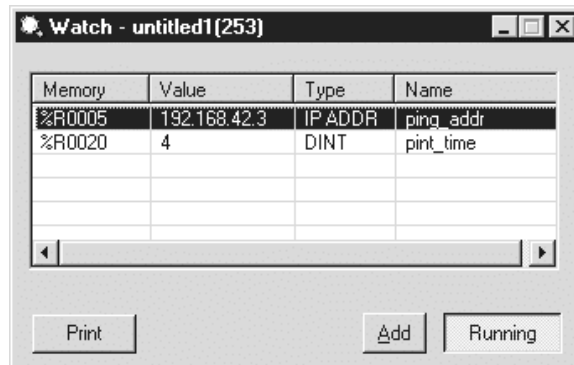 Watch - untitled1(253)
Memory Value Type Name
%R0005 192.168.42.3 IP ADDR ping_addr
%R0020 4 DINT pint_time
Print Add Running